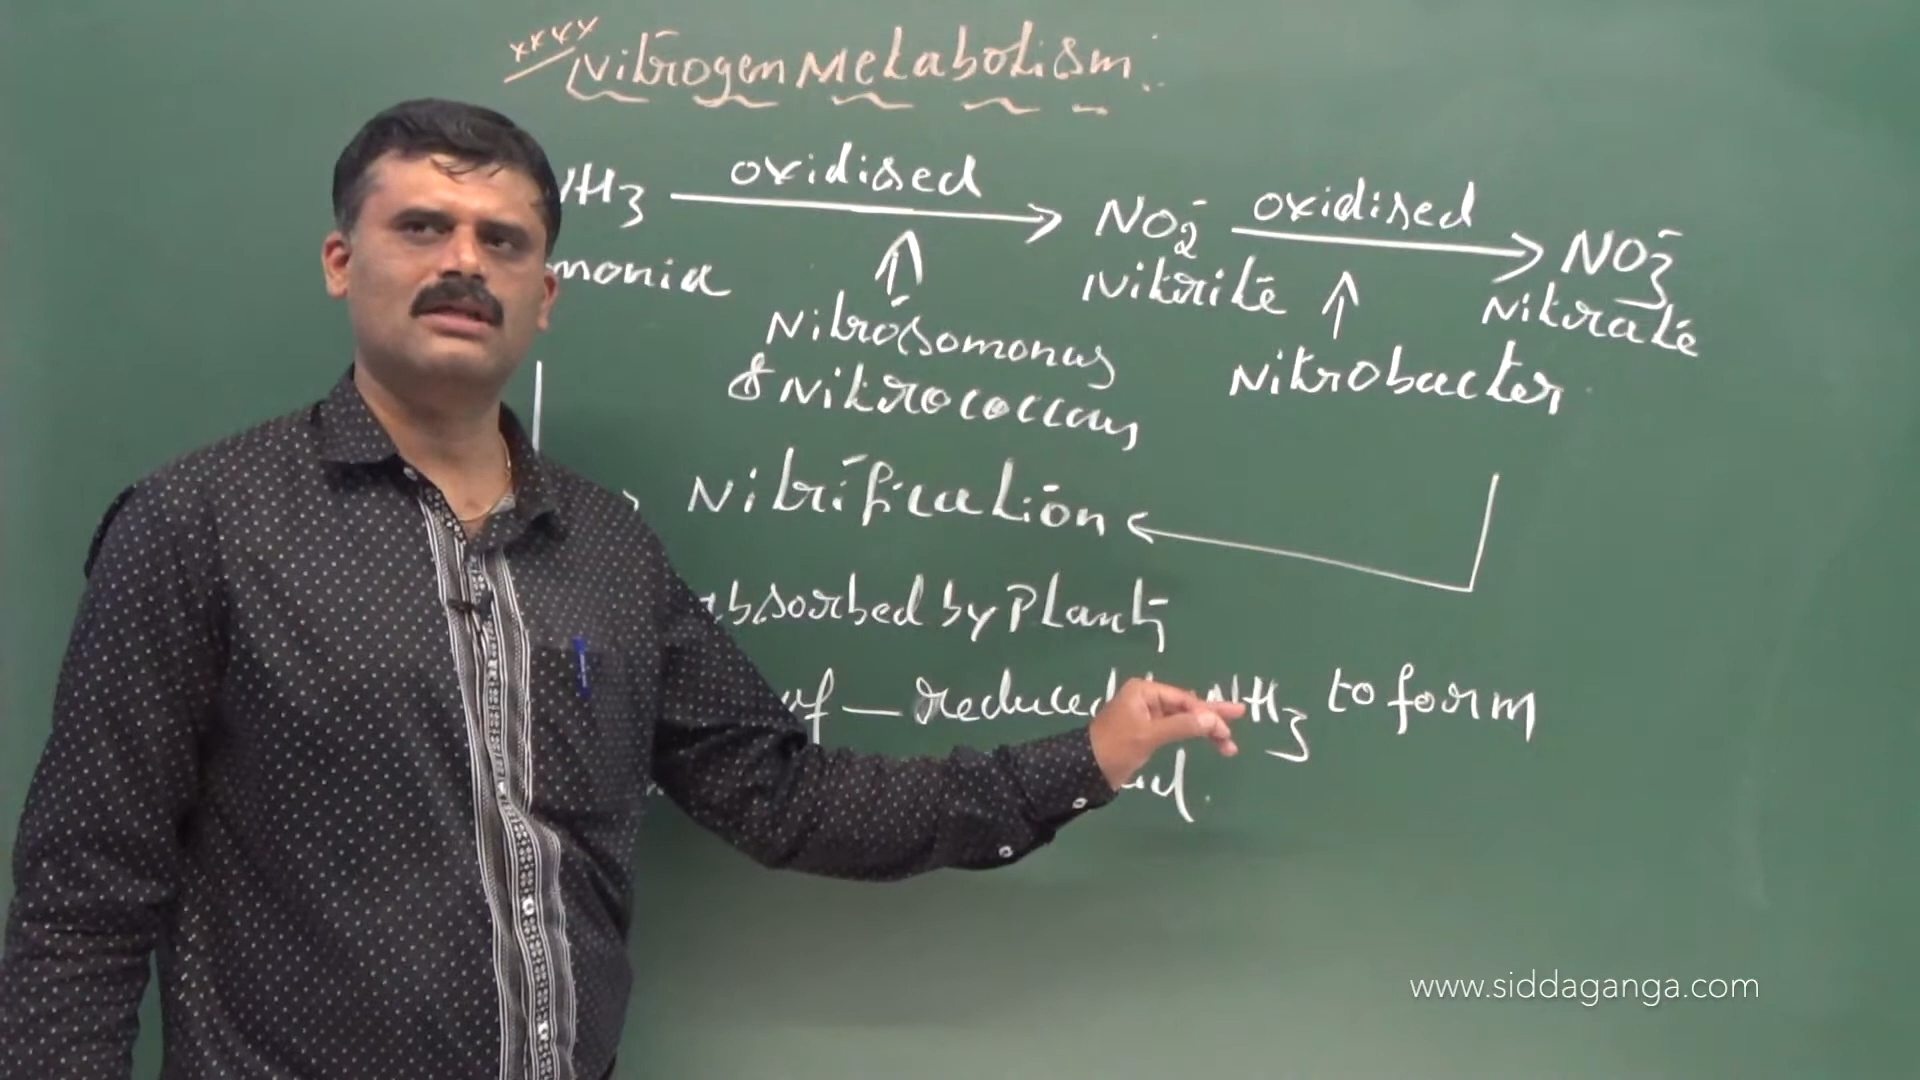 Nitrogen Metabolism
NH3 oxidised NO2- oxidised NO3-
monia Nitrite Nitrate
Nitrosomonas Nitrobacter
& Nitrococcus
Nitrification
absorbed by Plants
reduced NH3 to form
www.siddaganga.com